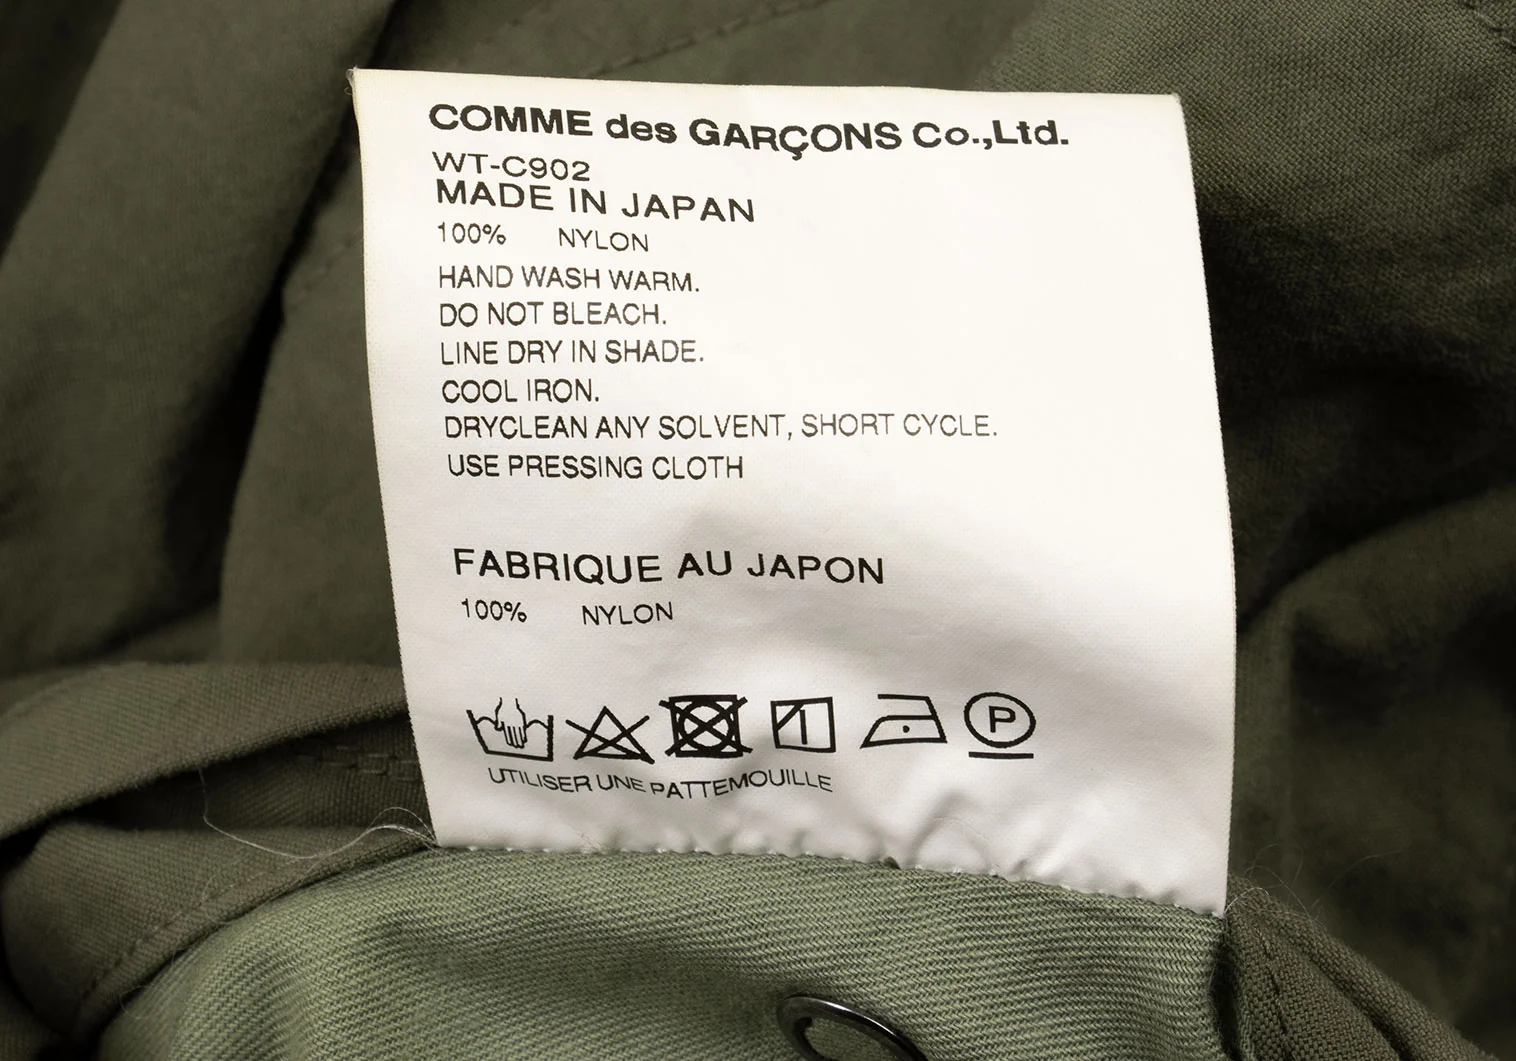 COMME des GARÇONS Co.,Ltd.
WT-C902
MADE IN JAPAN
100% NYLON
HAND WASH WARM.
DO NOT BLEACH.
LINE DRY IN SHADE.
COOL IRON.
DRYCLEAN ANY SOLVENT, SHORT CYCLE.
USE PRESSING CLOTH
FABRIQUE AU JAPON
100% NYLON
P
UTILISER UNE PATTEMOUILLE